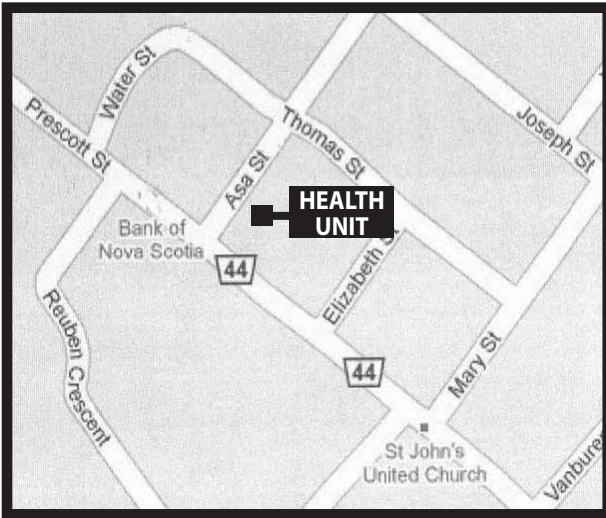 Water St
Prescott St
Thomas St
Joseph St
Asa St
HEALTH
UNIT
Bank of
Nova Scotia
44
Elizabeth St
Reuben Crescent
44
Mary St
St John's
United Church